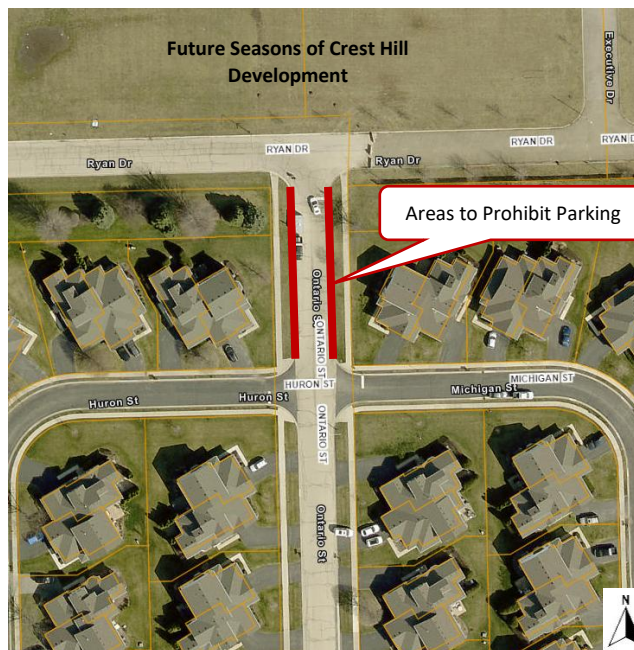 Future Seasons of Crest Hill
Development
Executive Dr
RYAN DR
RYAN DR
RYAN D
Ryan Dr
Ryan Dr
Areas to Prohibit Parking
Ontario S
ONTARIO ST
HURON ST
MICHIGAN ST
Michigan St
Huron St
Huron St
ONTARIO ST
Ontario St
N